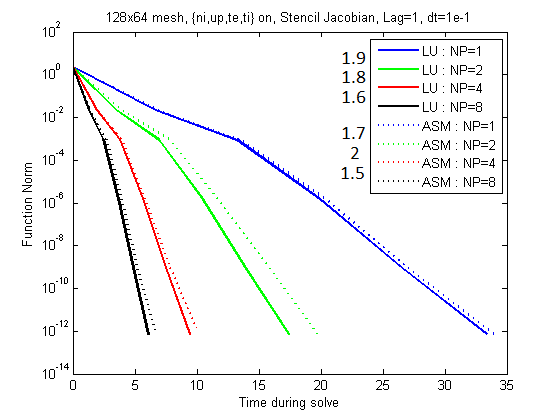 128x64 mesh, {ni,up,te,ti} on, Stencil Jacobian, Lag=1, dt=1e-1
10^2
10^0
10^-2
10^-4
10^-6
10^-8
10^-10
10^-12
10^-14
Function Norm
0 5 10 15 20 25 30 35
Time during solve
1.9
1.8
1.6
1.7
2
1.5
LU : NP=1
LU : NP=2
LU : NP=4
LU : NP=8
ASM : NP=1
ASM : NP=2
ASM : NP=4
ASM : NP=8